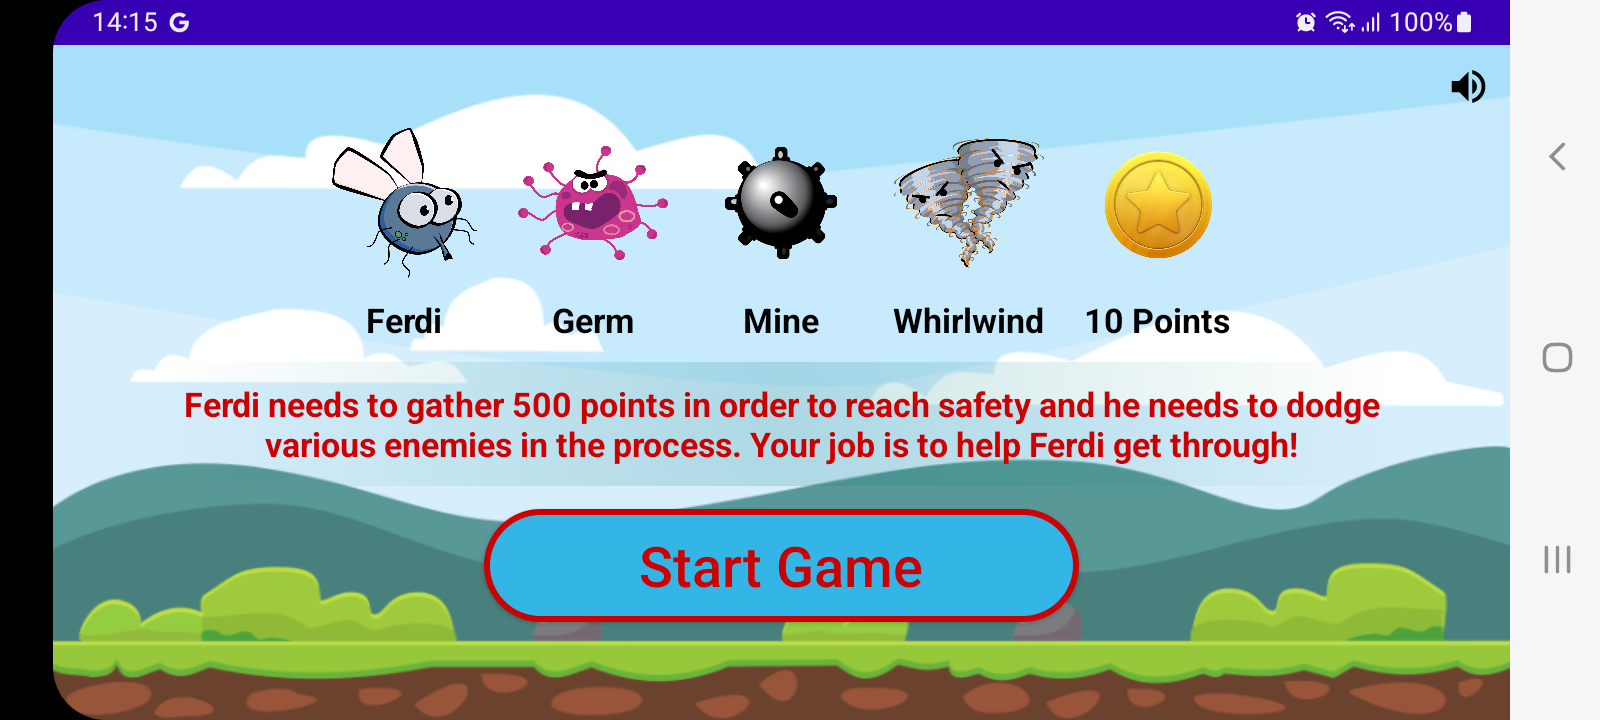 14:15 G 100%
Ferdi Germ Mine Whirlwind 10 Points
Ferdi needs to gather 500 points in order to reach safety and he needs to dodge
various enemies in the process. Your job is to help Ferdi get through!
Start Game